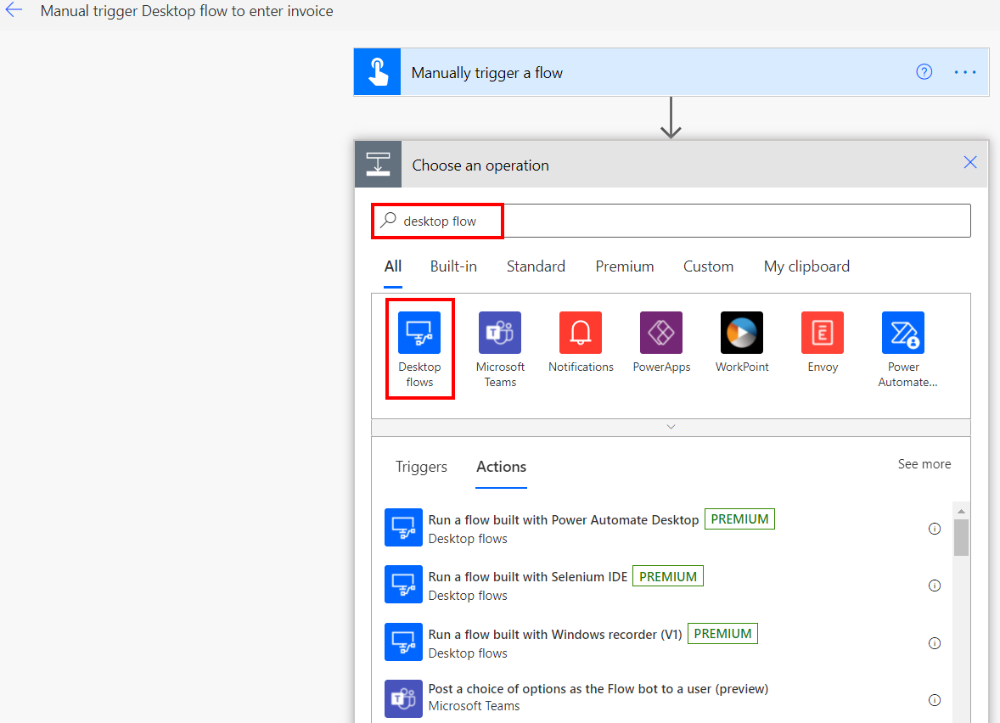 Manual trigger Desktop flow to enter invoice
Manually trigger a flow
Choose an operation
desktop flow
All Built-in Standard Premium Custom My clipboard
Desktop flows
Microsoft Teams
Notifications
PowerApps
WorkPoint
Envoy
Power Automate...
Triggers Actions See more
Run a flow built with Power Automate Desktop PREMIUM
Desktop flows
Run a flow built with Selenium IDE PREMIUM
Desktop flows
Run a flow built with Windows recorder (V1) PREMIUM
Desktop flows
Post a choice of options as the Flow bot to a user (preview)
Microsoft Teams